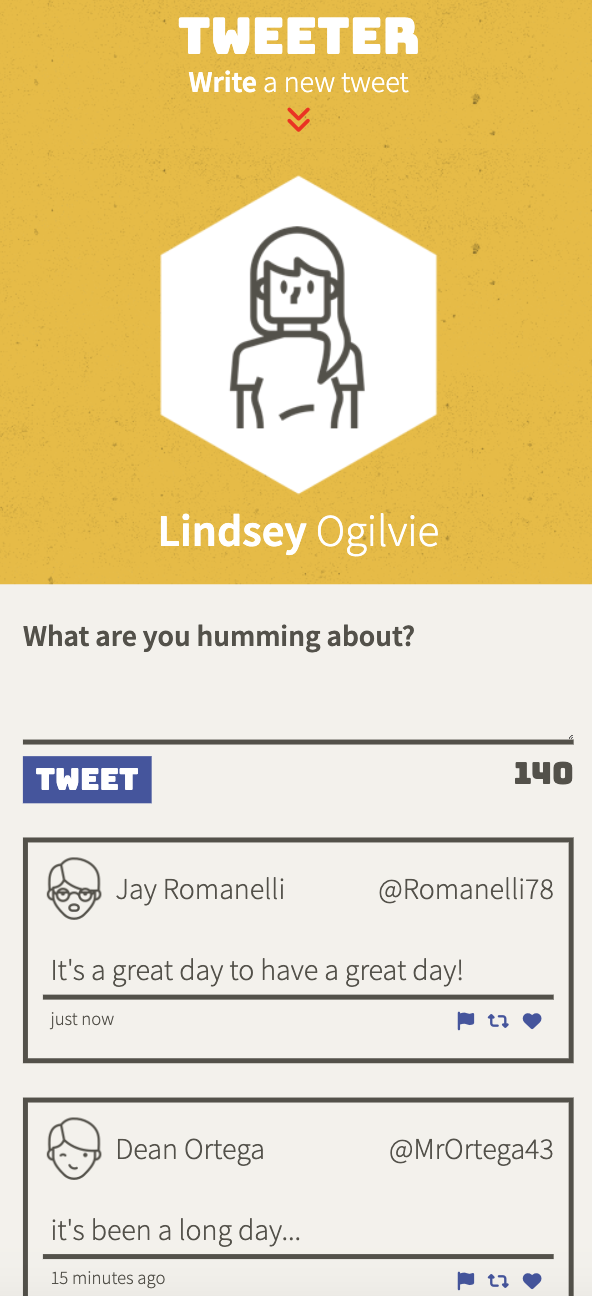 TWEETER
Write a new tweet
Lindsey Ogilvie
What are you humming about?
TWEET 140
Jay Romanelli @Romanelli78
It's a great day to have a great day!
just now
Dean Ortega @MrOrtega43
it's been a long day...
15 minutes ago